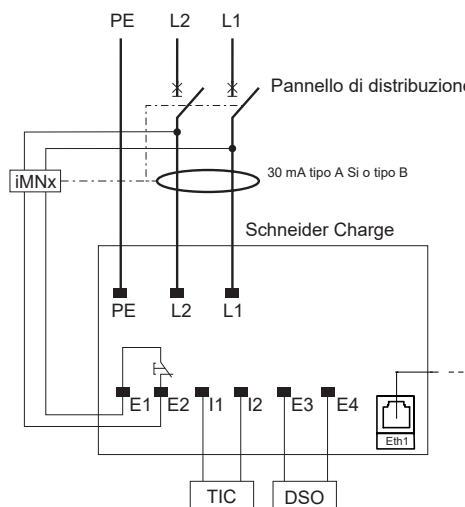 PE L2 L1
Pannello di distribuzione
30 mA tipo A Si o tipo B
iMNx
Schneider Charge
PE L2 L1
E1 E2 I1 I2 E3 E4
Eth1
TIC DSO